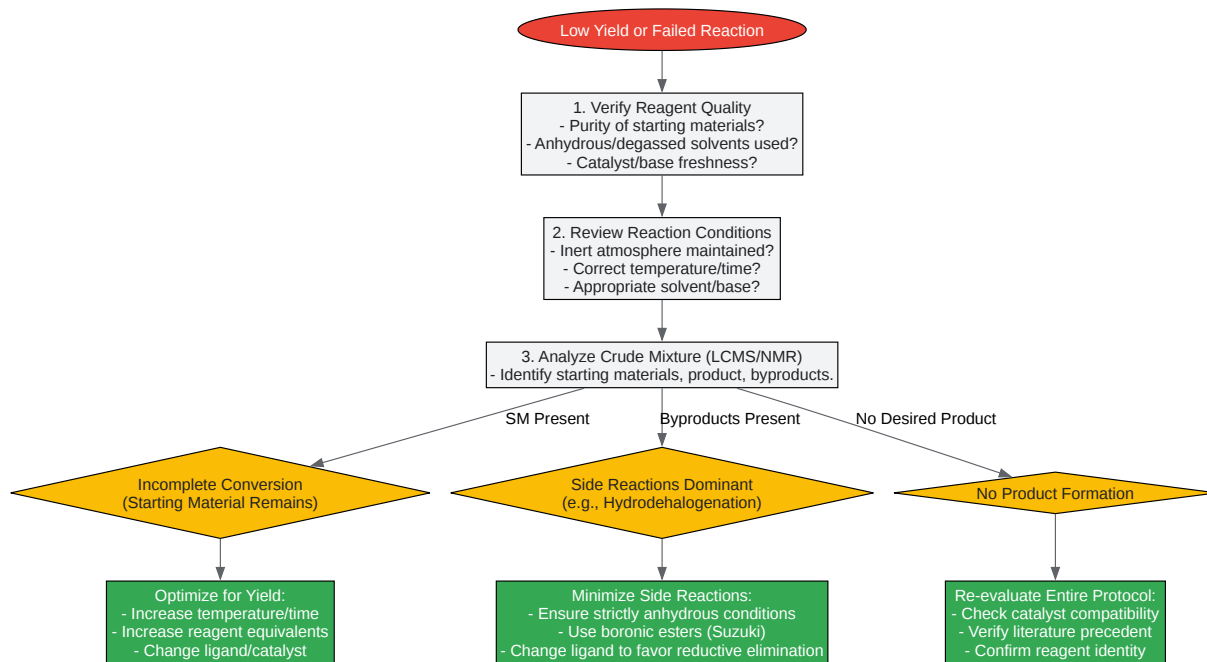 Low Yield or Failed Reaction
1. Verify Reagent Quality
- Purity of starting materials?
- Anhydrous/degassed solvents used?
- Catalyst/base freshness?
2. Review Reaction Conditions
- Inert atmosphere maintained?
- Correct temperature/time?
- Appropriate solvent/base?
3. Analyze Crude Mixture (LCMS/NMR)
- Identify starting materials, product, byproducts.
SM Present
Byproducts Present
No Desired Product
Incomplete Conversion
(Starting Material Remains)
Side Reactions Dominant
(e.g., Hydrodehalogenation)
No Product Formation
Optimize for Yield:
- Increase temperature/time
- Increase reagent equivalents
- Change ligand/catalyst
Minimize Side Reactions:
- Ensure strictly anhydrous conditions
- Use boronic esters (Suzuki)
- Change ligand to favor reductive elimination
Re-evaluate Entire Protocol:
- Check catalyst compatibility
- Verify literature precedent
- Confirm reagent identity